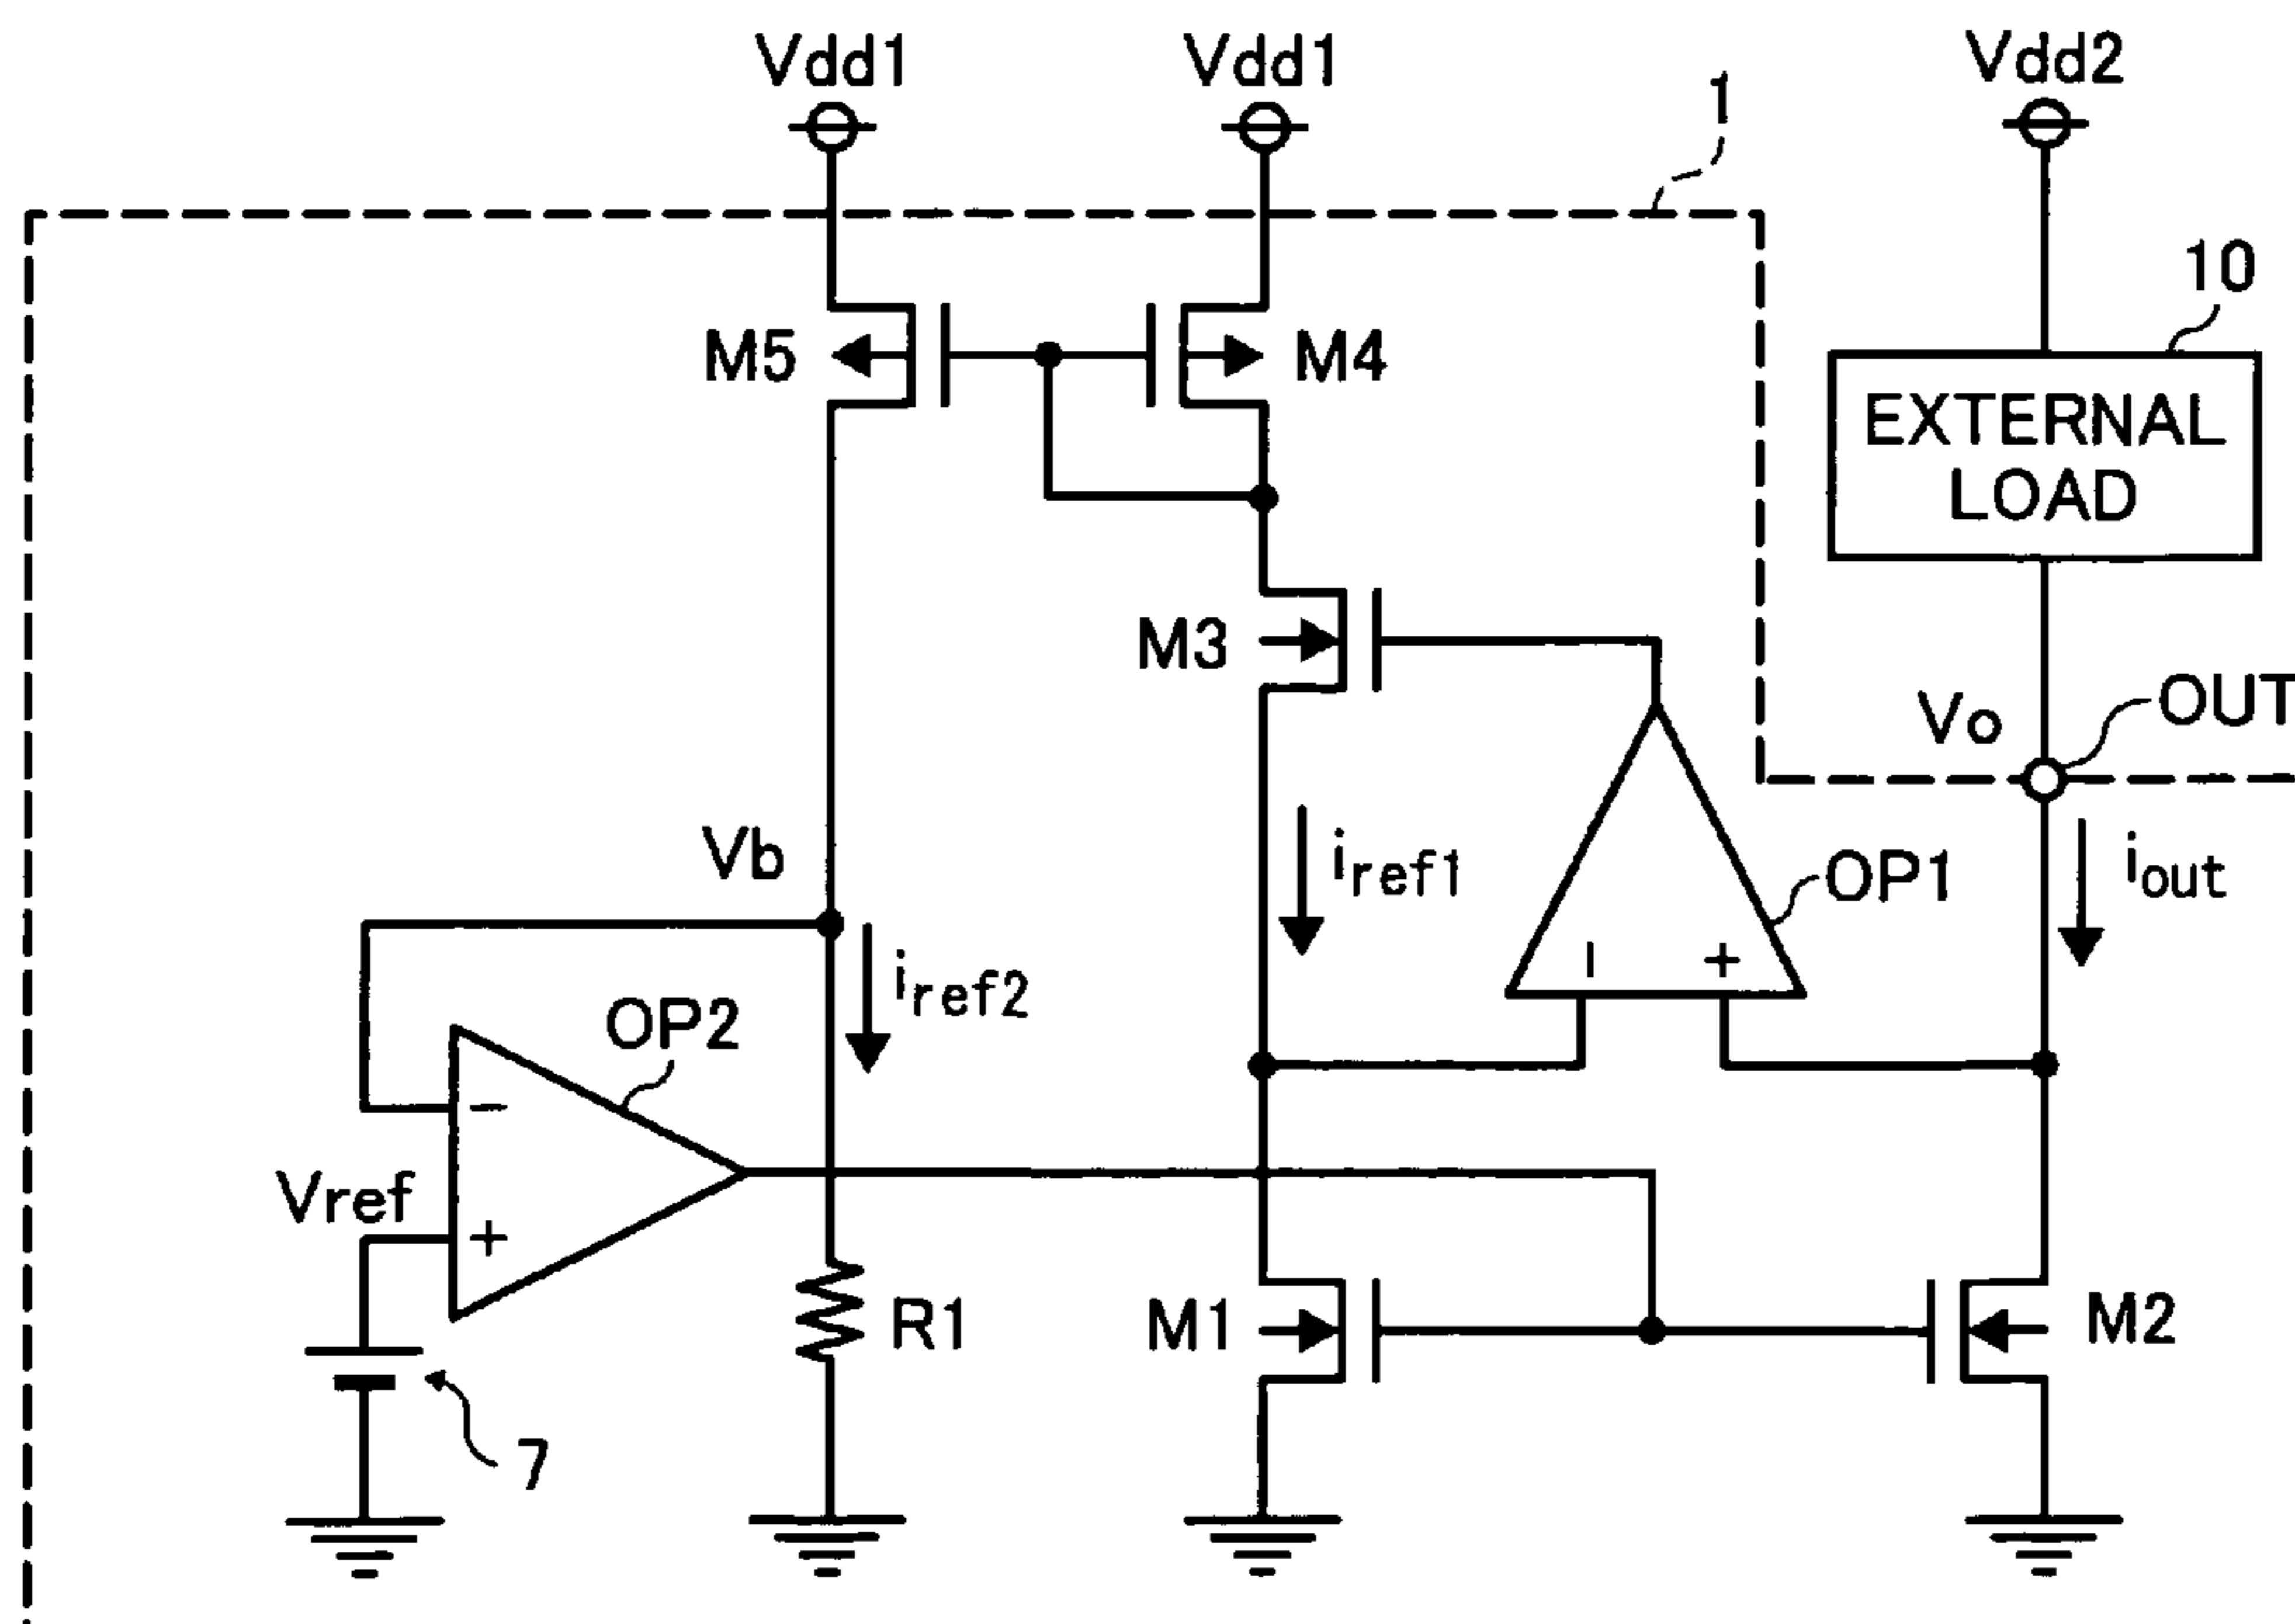 Vdd1
Vdd1
Vdd2
1
10
M5
M4
EXTERNAL
LOAD
M3
Vo
OUT
Vb
iref1
OP1
iout
iref2
OP2
- +
-
Vref
+
R1
M1
M2
7